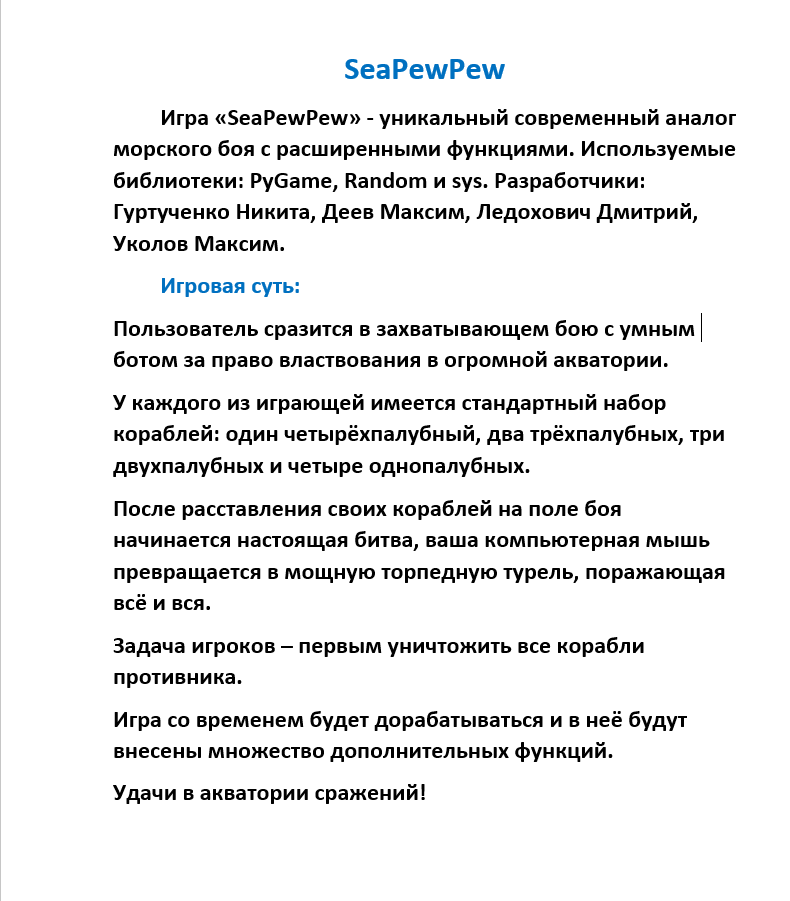 SeaPewPew
Игра «SeaPewPew» - уникальный современный аналог
морского боя с расширенными функциями. Используемые
библиотеки: PyGame, Random и sys. Разработчики:
Гуртученко Никита, Деев Максим, Ледохович Дмитрий,
Уколов Максим.
Игровая суть:
Пользователь сразится в захватывающем бою с умным
ботом за право властвования в огромной акватории.
У каждого из играющей имеется стандартный набор
кораблей: один четырёхпалубный, два трёхпалубных, три
двухпалубных и четыре однопалубных.
После расставления своих кораблей на поле боя
начинается настоящая битва, ваша компьютерная мышь
превращается в мощную торпедную турель, поражающая
всё и вся.
Задача игроков – первым уничтожить все корабли
противника.
Игра со временем будет дорабатываться и в неё будут
внесены множество дополнительных функций.
Удачи в акватории сражений!